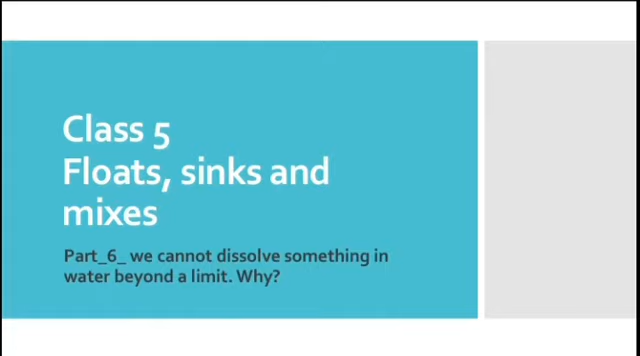 Class 5
Floats, sinks and
mixes
Part_6_ we cannot dissolve something in
water beyond a limit. Why?